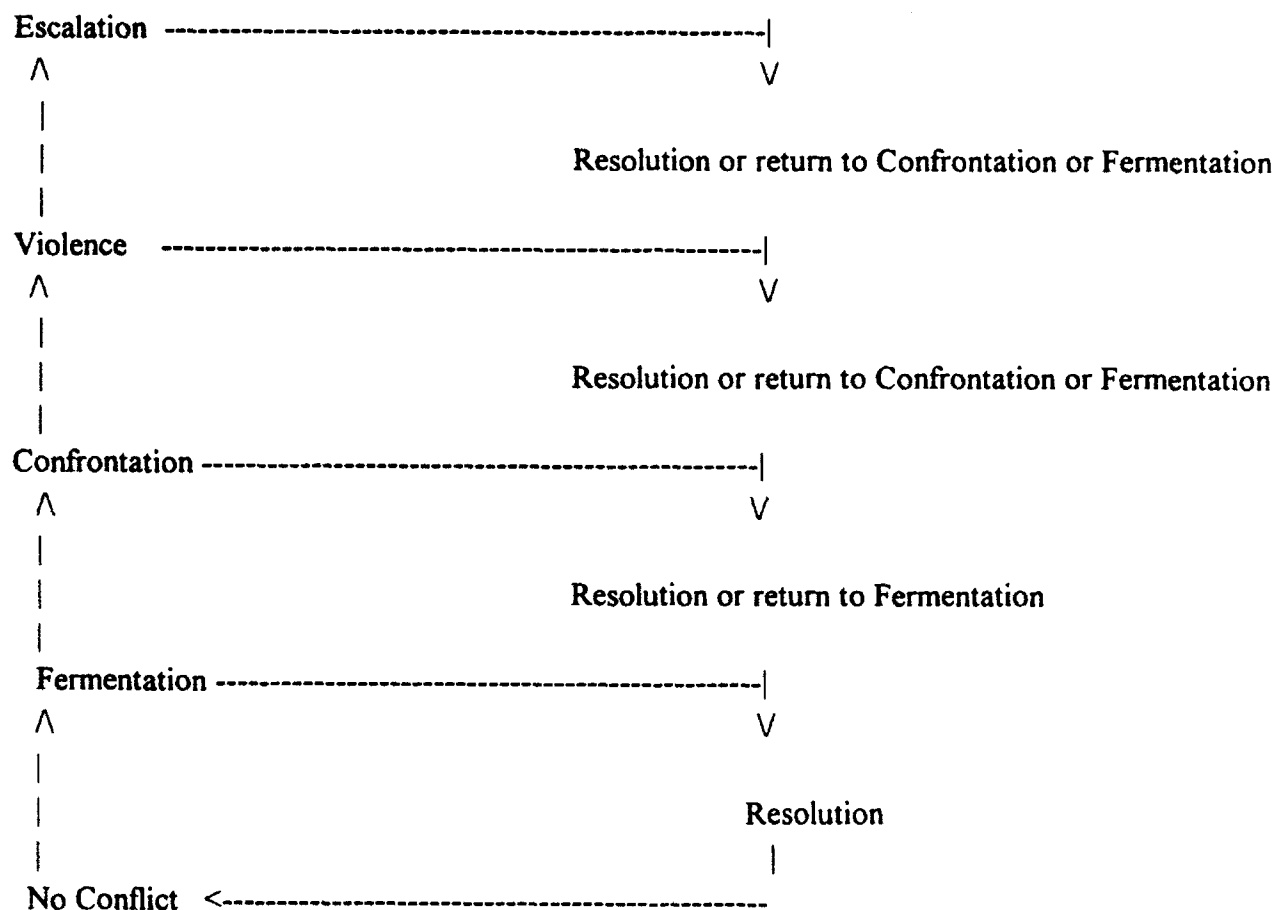 Escalation
Resolution or return to Confrontation or Fermentation
Violence
Resolution or return to Confrontation or Fermentation
Confrontation
Resolution or return to Fermentation
Fermentation
Resolution
No Conflict